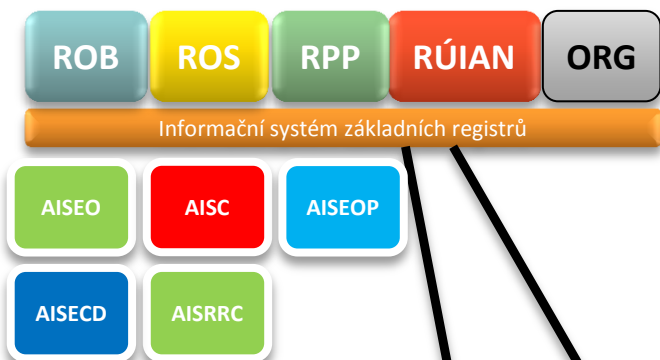 ROB ROS RPP RÚIAN ORG
Informační systém základních registrů
AISEO AISC AISEOP
AISECD AISRRC